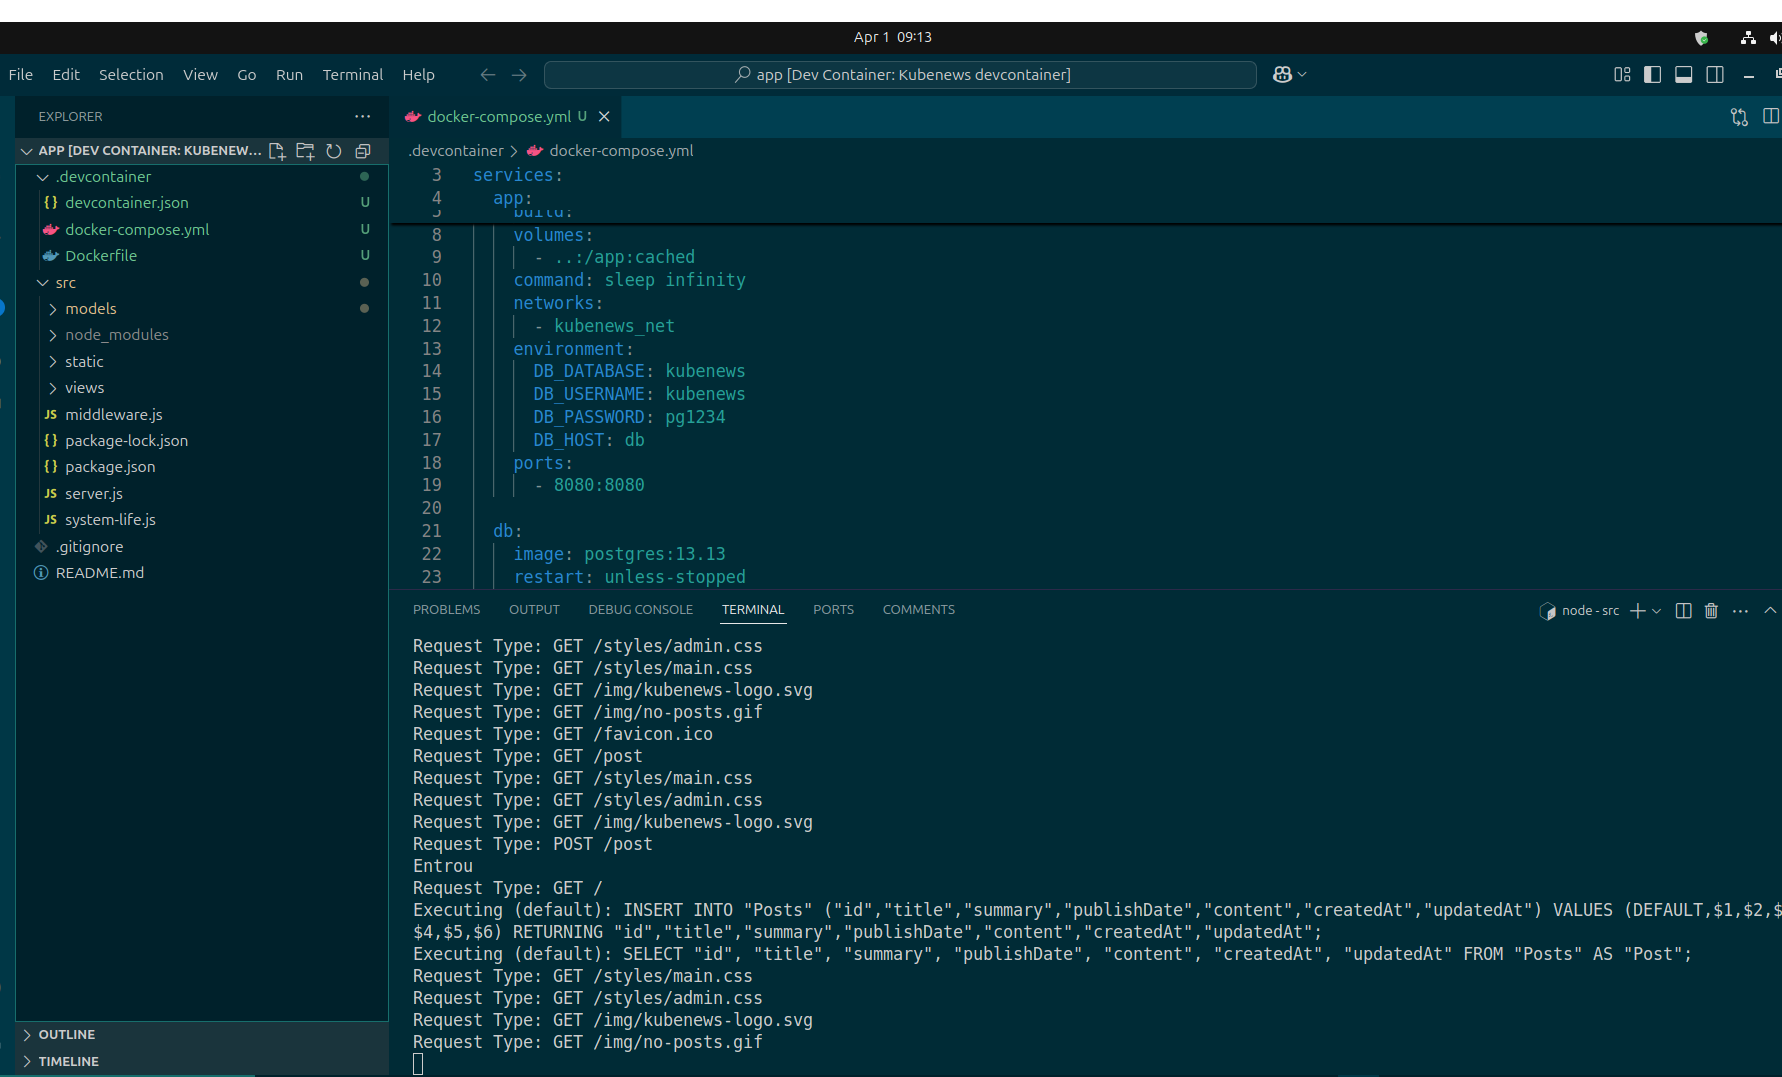 Apr 1 09:13
File Edit Selection View Go Run Terminal Help
app [Dev Container: Kubenews devcontainer]
EXPLORER
APP [DEV CONTAINER: KUBENEW...
.devcontainer
devcontainer.json U
docker-compose.yml U
Dockerfile U
src
models
node_modules
static
views
JS middleware.js
package-lock.json
package.json
JS server.js
JS system-life.js
.gitignore
README.md
OUTLINE
TIMELINE
docker-compose.yml U
.devcontainer > docker-compose.yml
3 services:
4 app:
5 build:
8 volumes:
9 - ..:/app:cached
10 command: sleep infinity
11 networks:
12 - kubenews_net
13 environment:
14 DB_DATABASE: kubenews
15 DB_USERNAME: kubenews
16 DB_PASSWORD: pg1234
17 DB_HOST: db
18 ports:
19 - 8080:8080
20
21 db:
22 image: postgres:13.13
23 restart: unless-stopped
PROBLEMS OUTPUT DEBUG CONSOLE TERMINAL PORTS COMMENTS
node - src
Request Type: GET /styles/admin.css
Request Type: GET /styles/main.css
Request Type: GET /img/kubenews-logo.svg
Request Type: GET /img/no-posts.gif
Request Type: GET /favicon.ico
Request Type: GET /post
Request Type: GET /styles/main.css
Request Type: GET /styles/admin.css
Request Type: GET /img/kubenews-logo.svg
Request Type: POST /post
Entrou
Request Type: GET /
Executing (default): INSERT INTO "Posts" ("id","title","summary","publishDate","content","createdAt","updatedAt") VALUES (DEFAULT,$1,$2,$
$4,$5,$6) RETURNING "id","title","summary","publishDate","content","createdAt","updatedAt";
Executing (default): SELECT "id", "title", "summary", "publishDate", "content", "createdAt", "updatedAt" FROM "Posts" AS "Post";
Request Type: GET /styles/main.css
Request Type: GET /styles/admin.css
Request Type: GET /img/kubenews-logo.svg
Request Type: GET /img/no-posts.gif